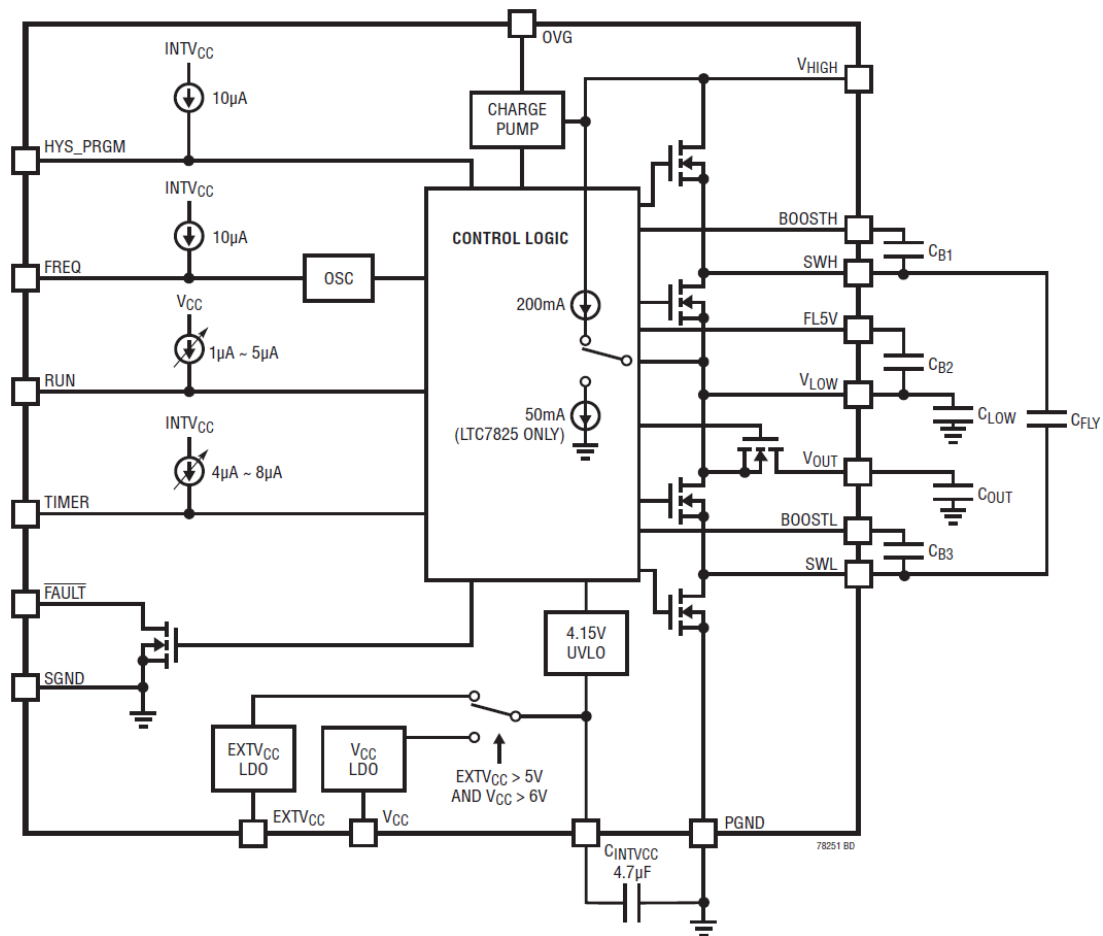 OVG
INTVCC
10µA
VHIGH
CHARGE
PUMP
HYS_PRGM
INTVCC
10µA
CONTROL LOGIC
BOOSTH
CB1
FREQ
OSC
SWH
VCC
200mA
FL5V
1µA ~ 5µA
CB2
RUN
VLOW
50mA
(LTC7825 ONLY)
CLOW
CFLY
INTVCC
4µA ~ 8µA
VOUT
COUT
TIMER
BOOSTL
CB3
SWL
FAULT
4.15V
UVLO
SGND
EXTVCC
LDO
VCC
LDO
EXTVCC > 5V
AND VCC > 6V
EXTVCC
VCC
PGND
78251 BD
CINTVCC
4.7µF